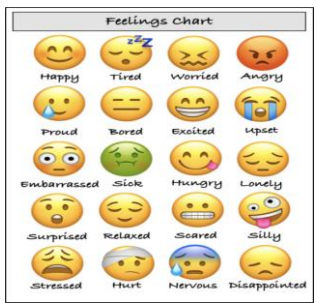 Feelings Chart
zzZ
Happy Tired Worried Angry
Proud Bored Excited Upset
Embarrassed Sick Hungry Lonely
Surprised Relaxed Scared Silly
Stressed Hurt Nervous Disappointed